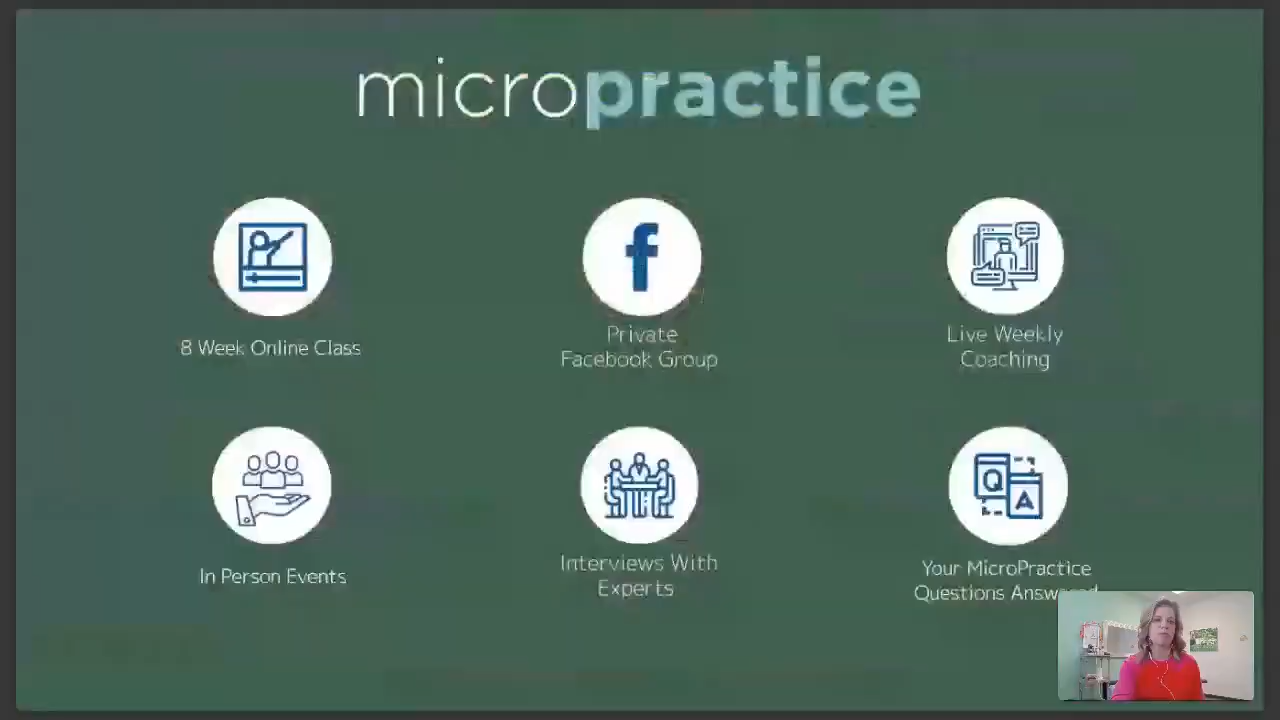 micropractice
8 Week Online Class
Private
Facebook Group
Live Weekly
Coaching
In Person Events
Interviews With
Experts
Q
A
Your MicroPractice
Questions Answered